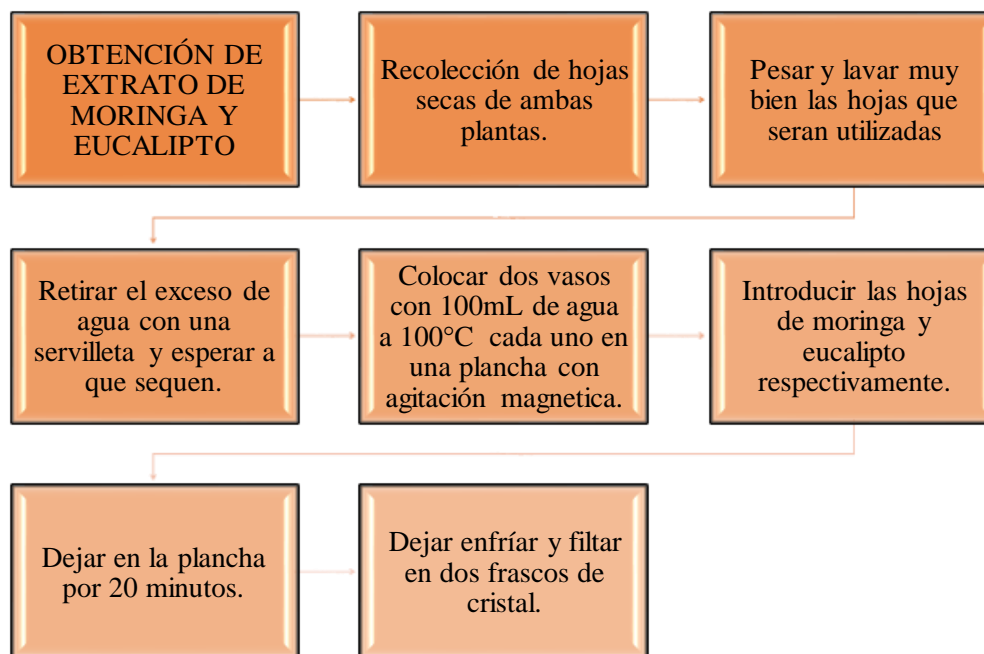 OBTENCIÓN DE
EXTRATO DE
MORINGA Y
EUCALIPTO
Recolección de hojas
secas de ambas
plantas.
Pesar y lavar muy
bien las hojas que
seran utilizadas
Retirar el exceso de
agua con una
servilleta y esperar a
que sequen.
Colocar dos vasos
con 100mL de agua
a 100°C cada uno en
una plancha con
agitación magnetica.
Introducir las hojas
de moringa y
eucalipto
respectivamente.
Dejar en la plancha
por 20 minutos.
Dejar enfríar y filtar
en dos frascos de
cristal.